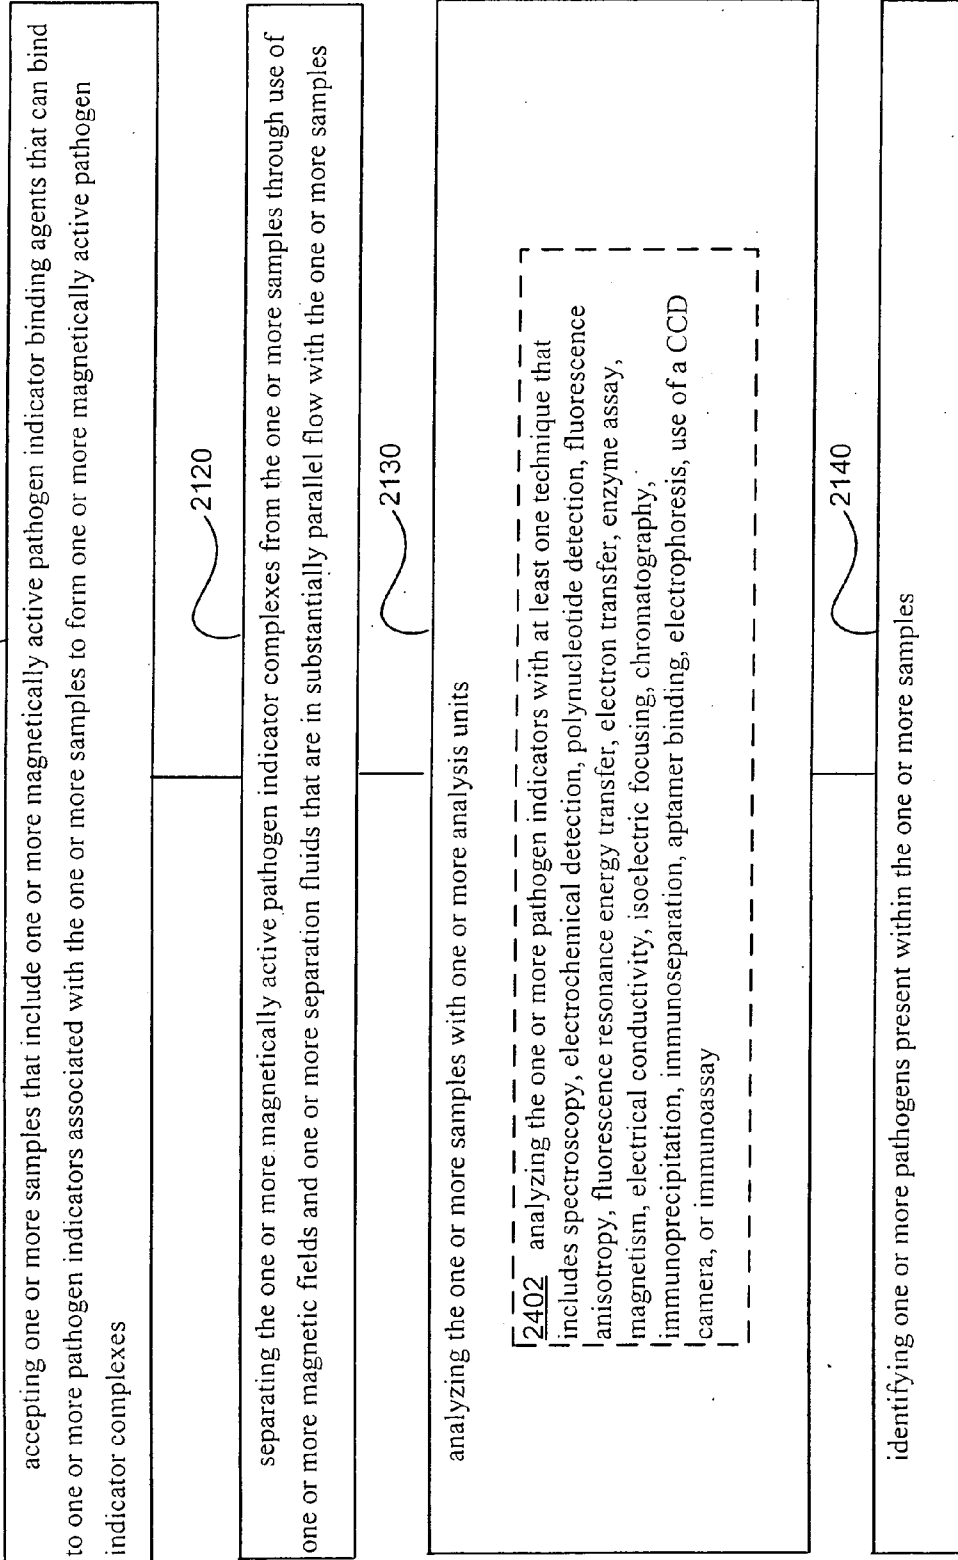 accepting one or more samples that include one or more magnetically active pathogen indicator binding agents that can bind
to one or more pathogen indicators associated with the one or more samples to form one or more magnetically active pathogen
indicator complexes
2120
separating the one or more magnetically active pathogen indicator complexes from the one or more samples through use of
one or more magnetic fields and one or more separation fluids that are in substantially parallel flow with the one or more samples
2130
analyzing the one or more samples with one or more analysis units
2402 analyzing the one or more pathogen indicators with at least one technique that
includes spectroscopy, electrochemical detection, polynucleotide detection, fluorescence
anisotropy, fluorescence resonance energy transfer, electron transfer, enzyme assay,
magnetism, electrical conductivity, isoelectric focusing, chromatography,
immunoprecipitation, immunoseparation, aptamer binding, electrophoresis, use of a CCD
camera, or immunoassay
2140
identifying one or more pathogens present within the one or more samples